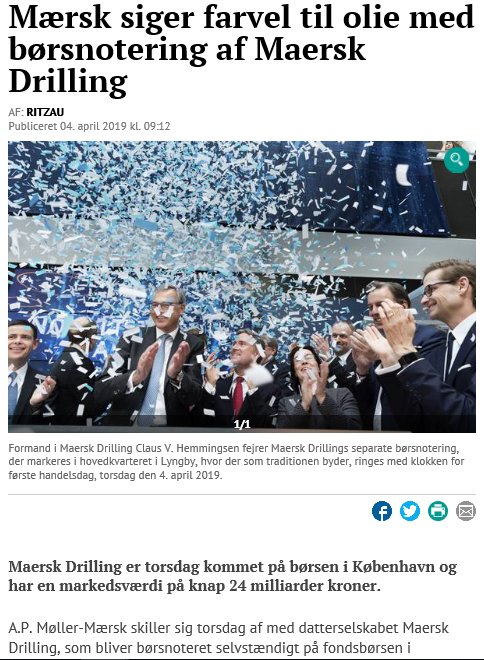 Mærsk siger farvel til olie med
børsnotering af Maersk
Drilling
AF: RITZAU
Publiceret 04. april 2019 kl. 09:12
1/1
Formand i Maersk Drilling Claus V. Hemmingsen fejrer Maersk Drillings separate børsnotering,
der markeres i hovedkvarteret i Lyngby, hvor der som traditionen byder, ringes med klokken for
første handelsdag, torsdag den 4. april 2019.
Maersk Drilling er torsdag kommet på børsen i København og
har en markedsværdi på knap 24 milliarder kroner.
A.P. Møller-Mærsk skiller sig torsdag af med datterselskabet Maersk
Drilling, som bliver børsnoteret selvstændigt på fondsbørsen i